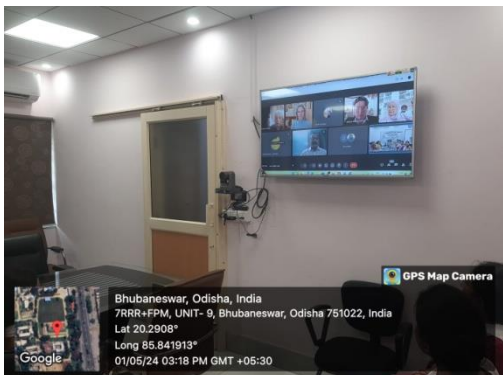 GPS Map Camera
Bhubaneswar, Odisha, India
7RRR+FPM, UNIT- 9, Bhubaneswar, Odisha 751022, India
Lat 20.2908°
Long 85.841913°
01/05/24 03:18 PM GMT +05:30
Google